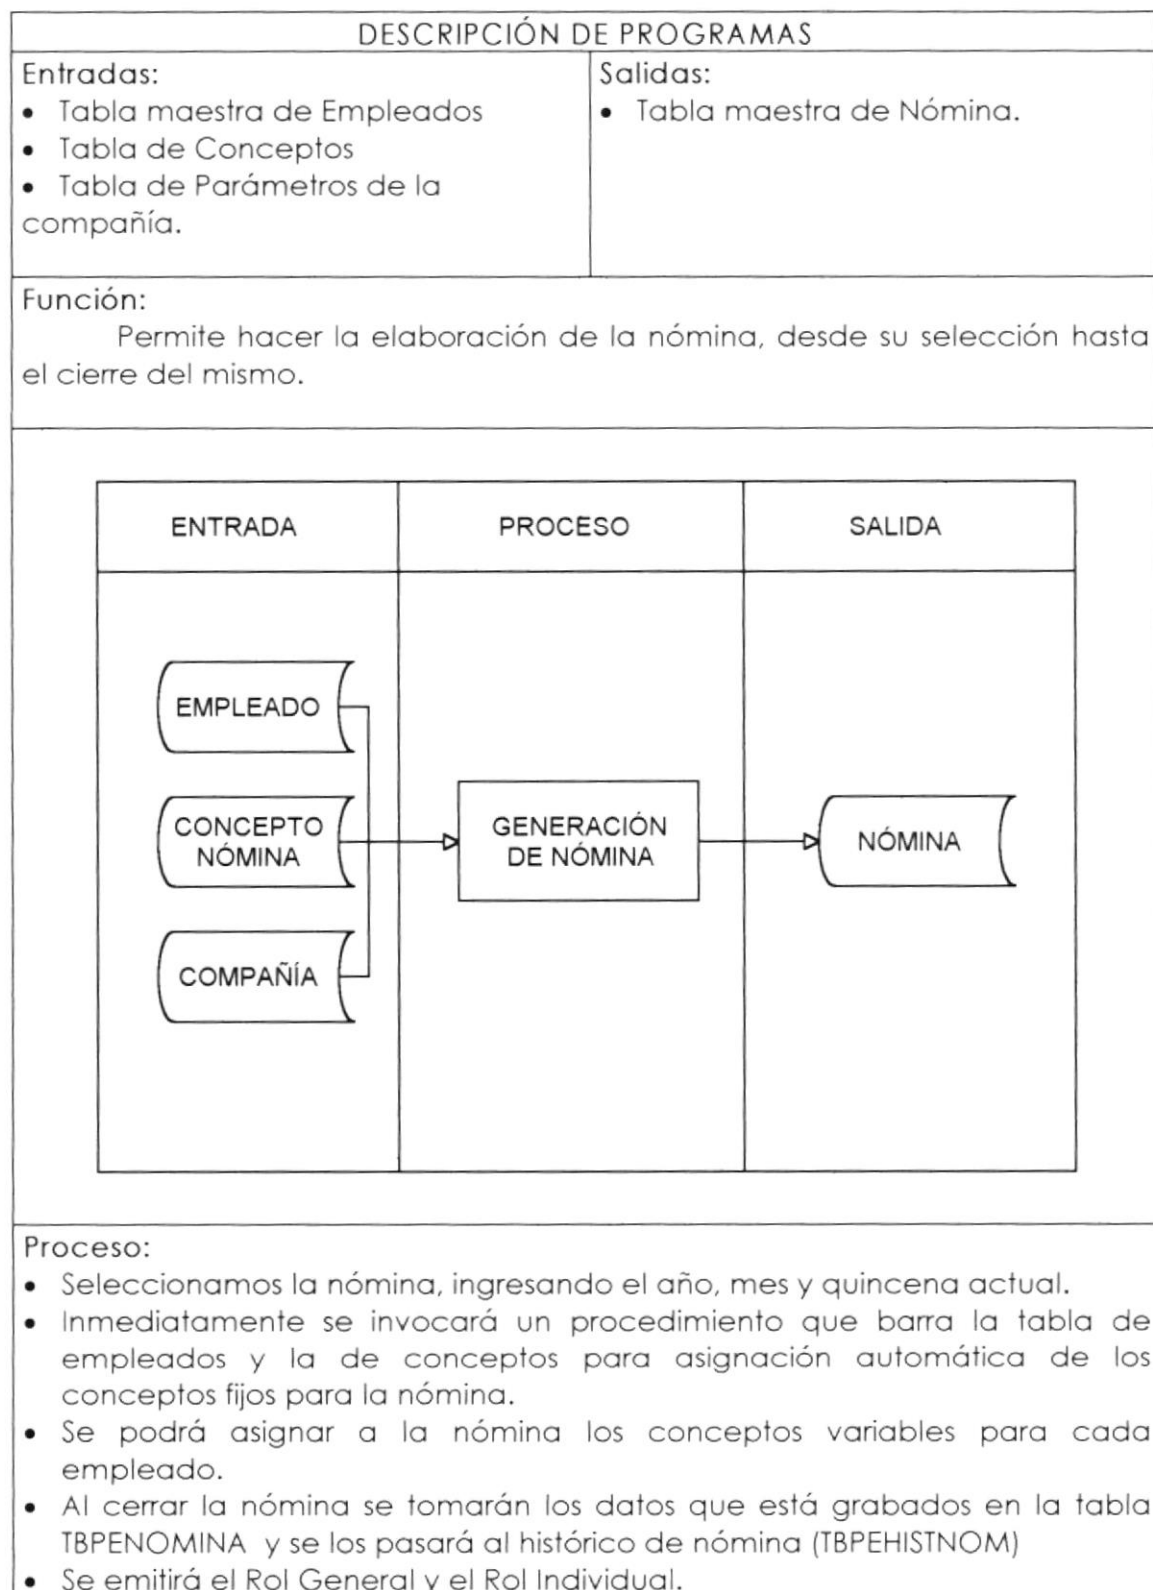 DESCRIPCIÓN DE PROGRAMAS
Entradas:
• Tabla maestra de Empleados
• Tabla de Conceptos
• Tabla de Parámetros de la
compañía.
Salidas:
• Tabla maestra de Nómina.
Función:
Permite hacer la elaboración de la nómina, desde su selección hasta
el cierre del mismo.
ENTRADA
PROCESO
SALIDA
EMPLEADO
CONCEPTO
NÓMINA
COMPAÑÍA
GENERACIÓN
DE NÓMINA
NÓMINA
Proceso:
• Seleccionamos la nómina, ingresando el año, mes y quincena actual.
• Inmediatamente se invocará un procedimiento que barra la tabla de
empleados y la de conceptos para asignación automática de los
conceptos fijos para la nómina.
• Se podrá asignar a la nómina los conceptos variables para cada
empleado.
• Al cerrar la nómina se tomarán los datos que está grabados en la tabla
TBPENOMINA y se los pasará al histórico de nómina (TBPEHISTNOM)
• Se emitirá el Rol General y el Rol Individual.